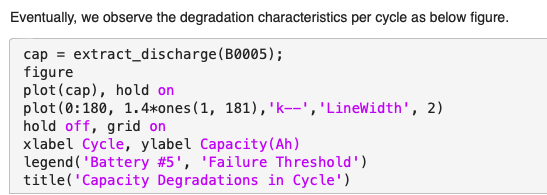 Eventually, we observe the degradation characteristics per cycle as below figure.
cap = extract_discharge(B0005);
figure
plot(cap), hold on
plot(0:180, 1.4*ones(1, 181),'k--','LineWidth', 2)
hold off, grid on
xlabel Cycle, ylabel Capacity(Ah)
legend('Battery #5', 'Failure Threshold')
title('Capacity Degradations in Cycle')